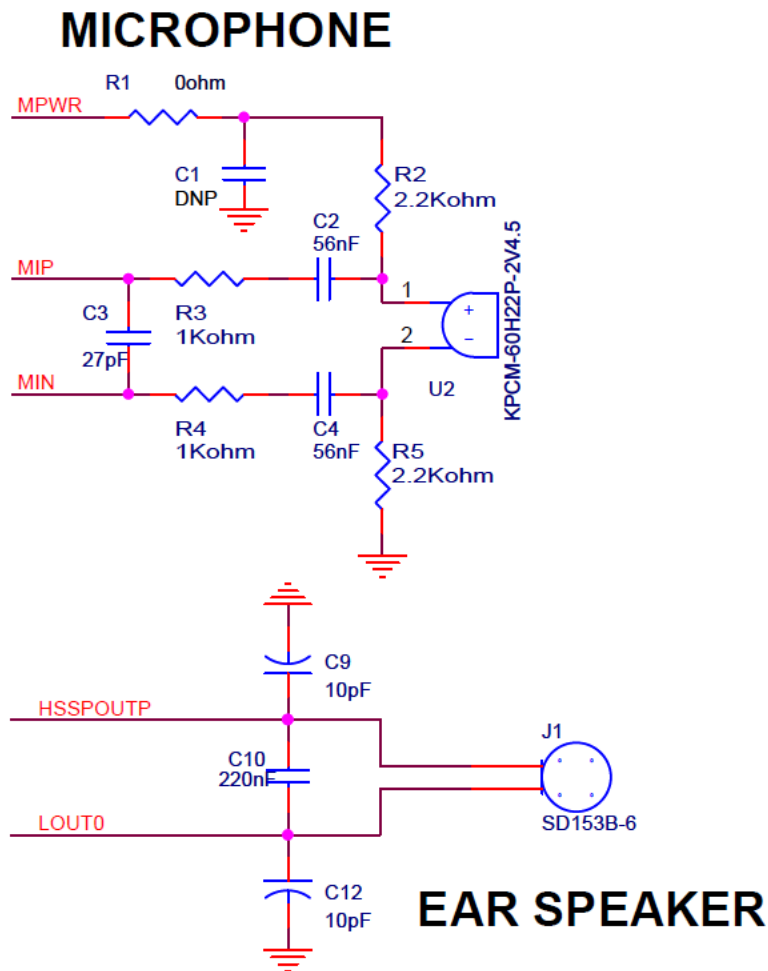 MICROPHONE
R1 0ohm
MPWR
C1
DNP
R2
2.2Kohm
C2
56nF
MIP
R3
1Kohm
C3
27pF
1
+
2
-
U2
KPCM-60H22P-2V4.5
MIN
R4
1Kohm
C4
56nF
R5
2.2Kohm
C9
10pF
HSSPOUTP
C10
220nF
J1
SD153B-6
LOUT0
C12
10pF
EAR SPEAKER